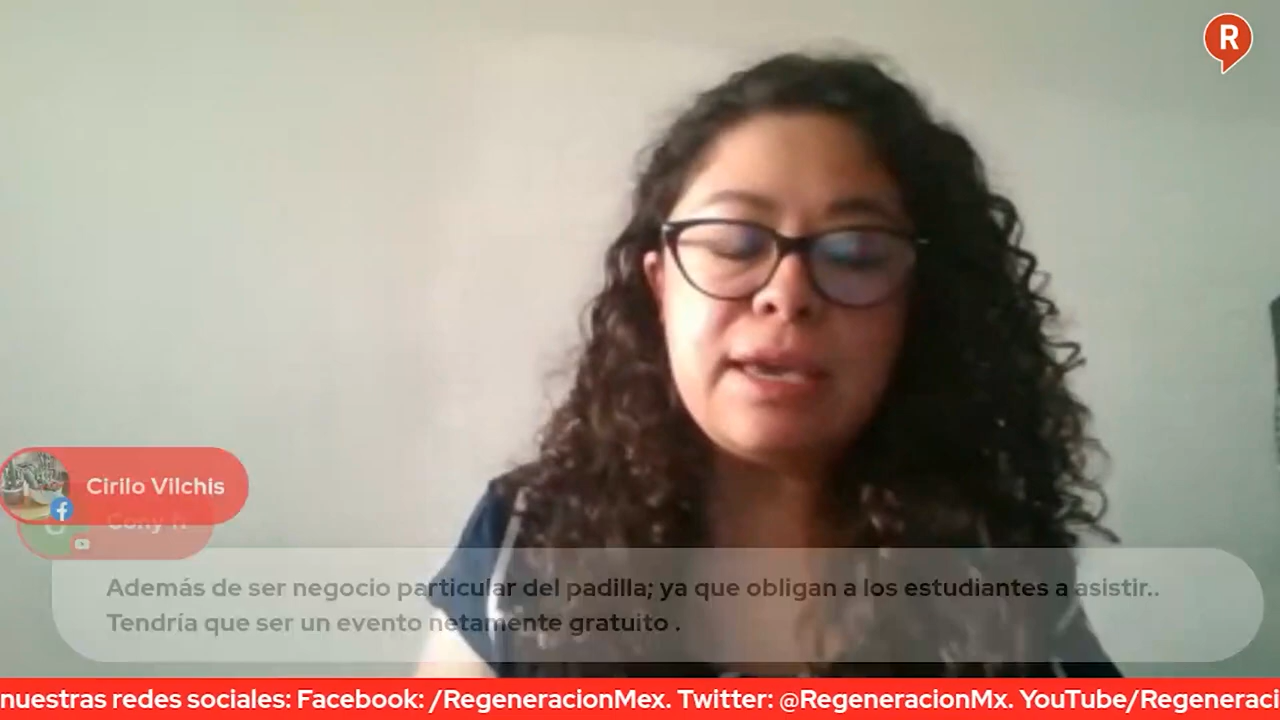 R
Cirilo Vilchis
Cony
Además de ser negocio particular del padilla; ya que obligan a los estudiantes a asistir..
Tendría que ser un evento netamente gratuito .
nuestras redes sociales: Facebook: /RegeneracionMex. Twitter: @RegeneracionMx. YouTube/Regeneraci